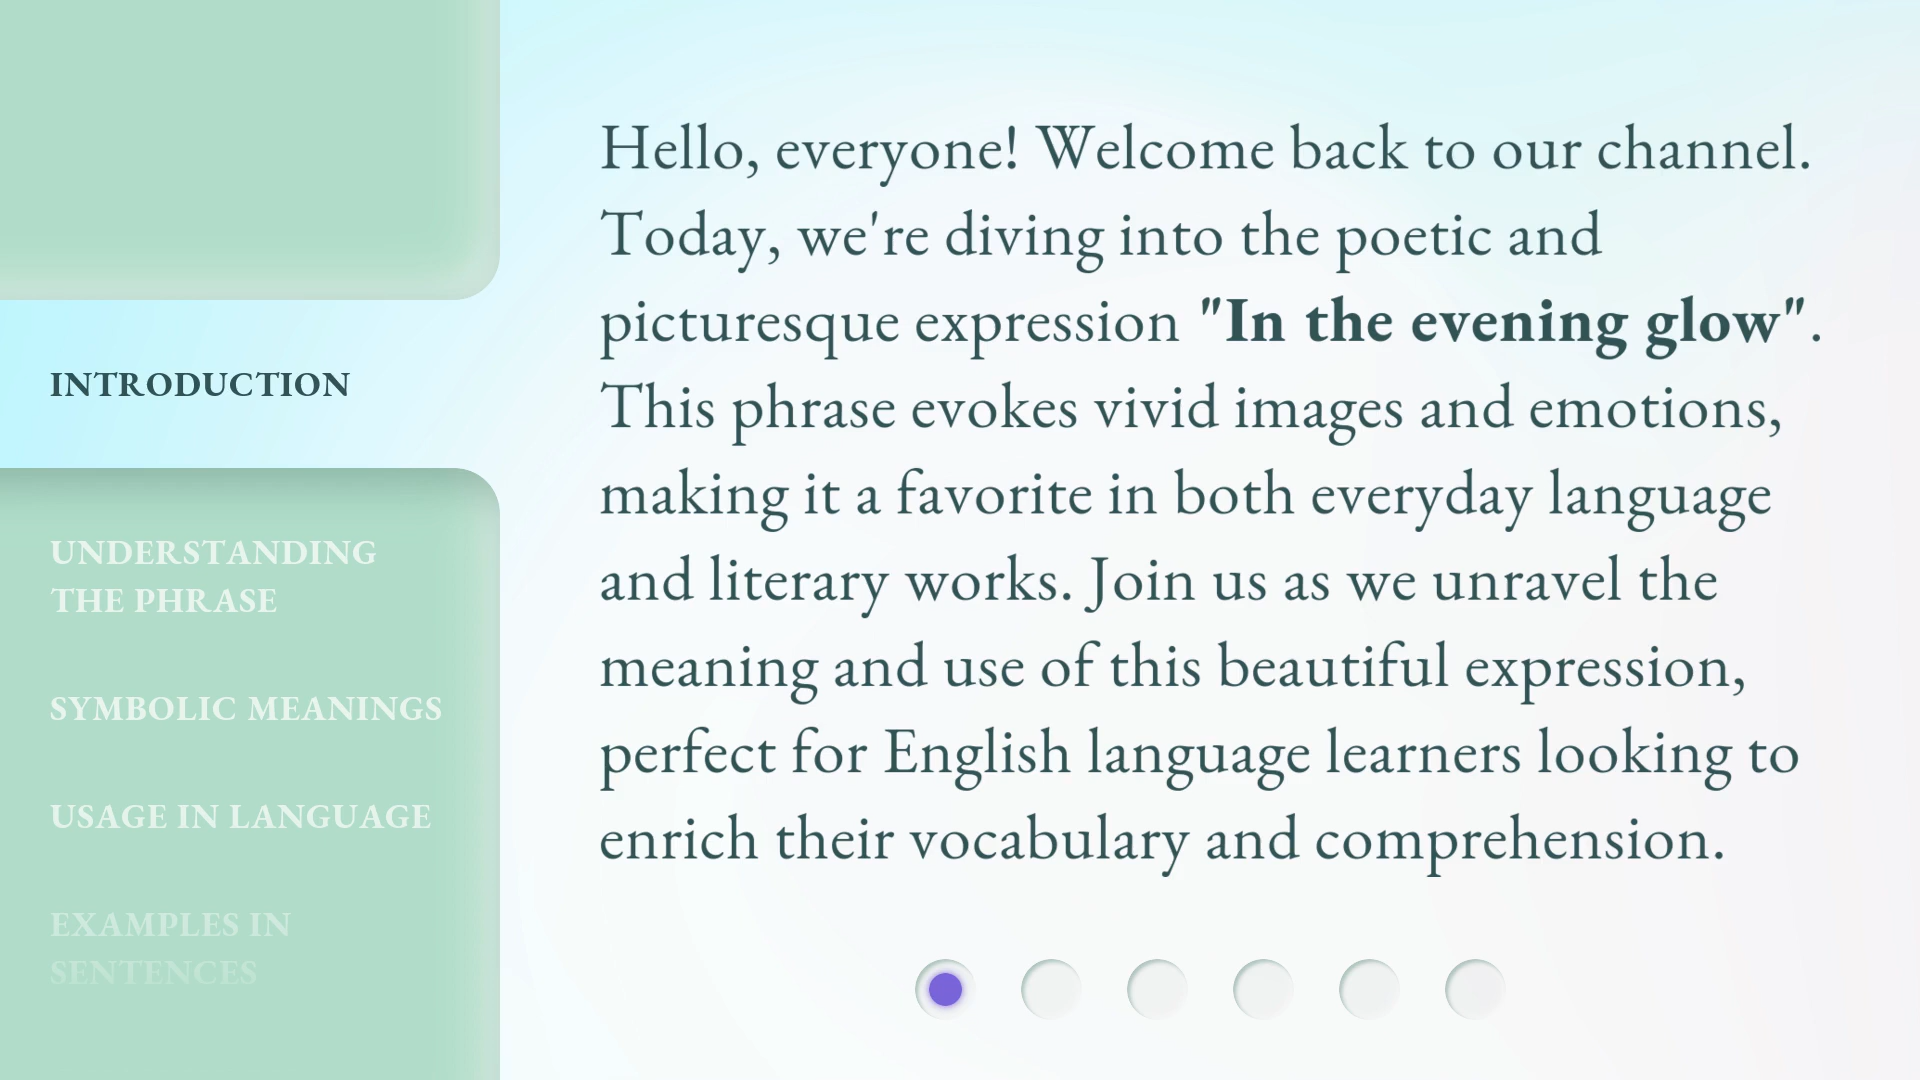 INTRODUCTION
UNDERSTANDING
THE PHRASE
SYMBOLIC MEANINGS
USAGE IN LANGUAGE
EXAMPLES IN
SENTENCES
Hello, everyone! Welcome back to our channel.
Today, we're diving into the poetic and
picturesque expression "In the evening glow".
This phrase evokes vivid images and emotions,
making it a favorite in both everyday language
and literary works. Join us as we unravel the
meaning and use of this beautiful expression,
perfect for English language learners looking to
enrich their vocabulary and comprehension.